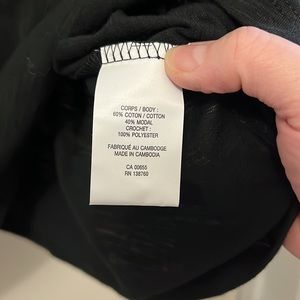 CORPS / BODY :
60% COTON / COTTON
40% MODAL
CROCHET :
100% POLYESTER
FABRIQUÉ AU CAMBODGE
MADE IN CAMBODIA
CA 00655
RN 138760